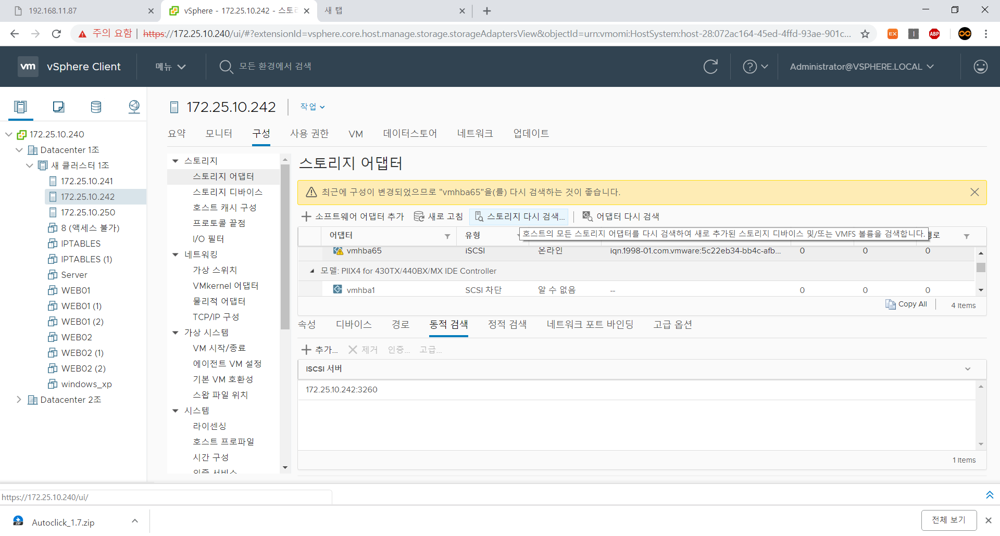 192.168.11.87
vSphere - 172.25.10.242 - 스토리
새 탭
주의 요함 | https://172.25.10.240/ui/#?extensionId=vsphere.core.host.manage.storage.storageAdaptersView&objectId=urn:vmomi:HostSystem:host-28:072ac164-45ed-4ffd-93ae-901c...
EX
ABP
vm vSphere Client
메뉴
모든 환경에서 검색
Administrator@VSPHERE.LOCAL
172.25.10.240
Datacenter 1조
새 클러스터 1조
172.25.10.241
172.25.10.242
172.25.10.250
8 (액세스 불가)
IPTABLES
IPTABLES (1)
Server
WEB01
WEB01 (1)
WEB01 (2)
WEB02
WEB02 (1)
WEB02 (2)
windows_xp
Datacenter 2조
172.25.10.242
작업
요약 모니터 구성 사용 권한 VM 데이터스토어 네트워크 업데이트
스토리지
스토리지 어댑터
스토리지 디바이스
호스트 캐시 구성
프로토콜 끝점
I/O 필터
네트워킹
가상 스위치
VMkernel 어댑터
물리적 어댑터
TCP/IP 구성
가상 시스템
VM 시작/종료
에이전트 VM 설정
기본 VM 호환성
스왑 파일 위치
시스템
라이센싱
호스트 프로파일
시간 구성
인증 서비스
스토리지 어댑터
최근에 구성이 변경되었으므로 "vmhba65"을(를) 다시 검색하는 것이 좋습니다.
소프트웨어 어댑터 추가 새로 고침 스토리지 다시 검색... 어댑터 다시 검색
어댑터 유형
호스트의 모든 스토리지 어댑터를 다시 검색하여 새로 추가된 스토리지 디바이스 및/또는 VMFS 볼륨을 검색합니다.
vmhba65 iSCSI 온라인 iqn.1998-01.com.vmware:5c22eb34-bb4c-afb... 0 0 0
모델: PIIX4 for 430TX/440BX/MX IDE Controller
vmhba1 SCSI 차단 알 수 없음 -- 0 0 0
Copy All 4 items
속성 디바이스 경로 동적 검색 정적 검색 네트워크 포트 바인딩 고급 옵션
추가... 제거 인증... 고급...
iSCSI 서버
172.25.10.242:3260
1 items
https://172.25.10.240/ui/
ZIP
Autoclick_1.7.zip
전체 보기